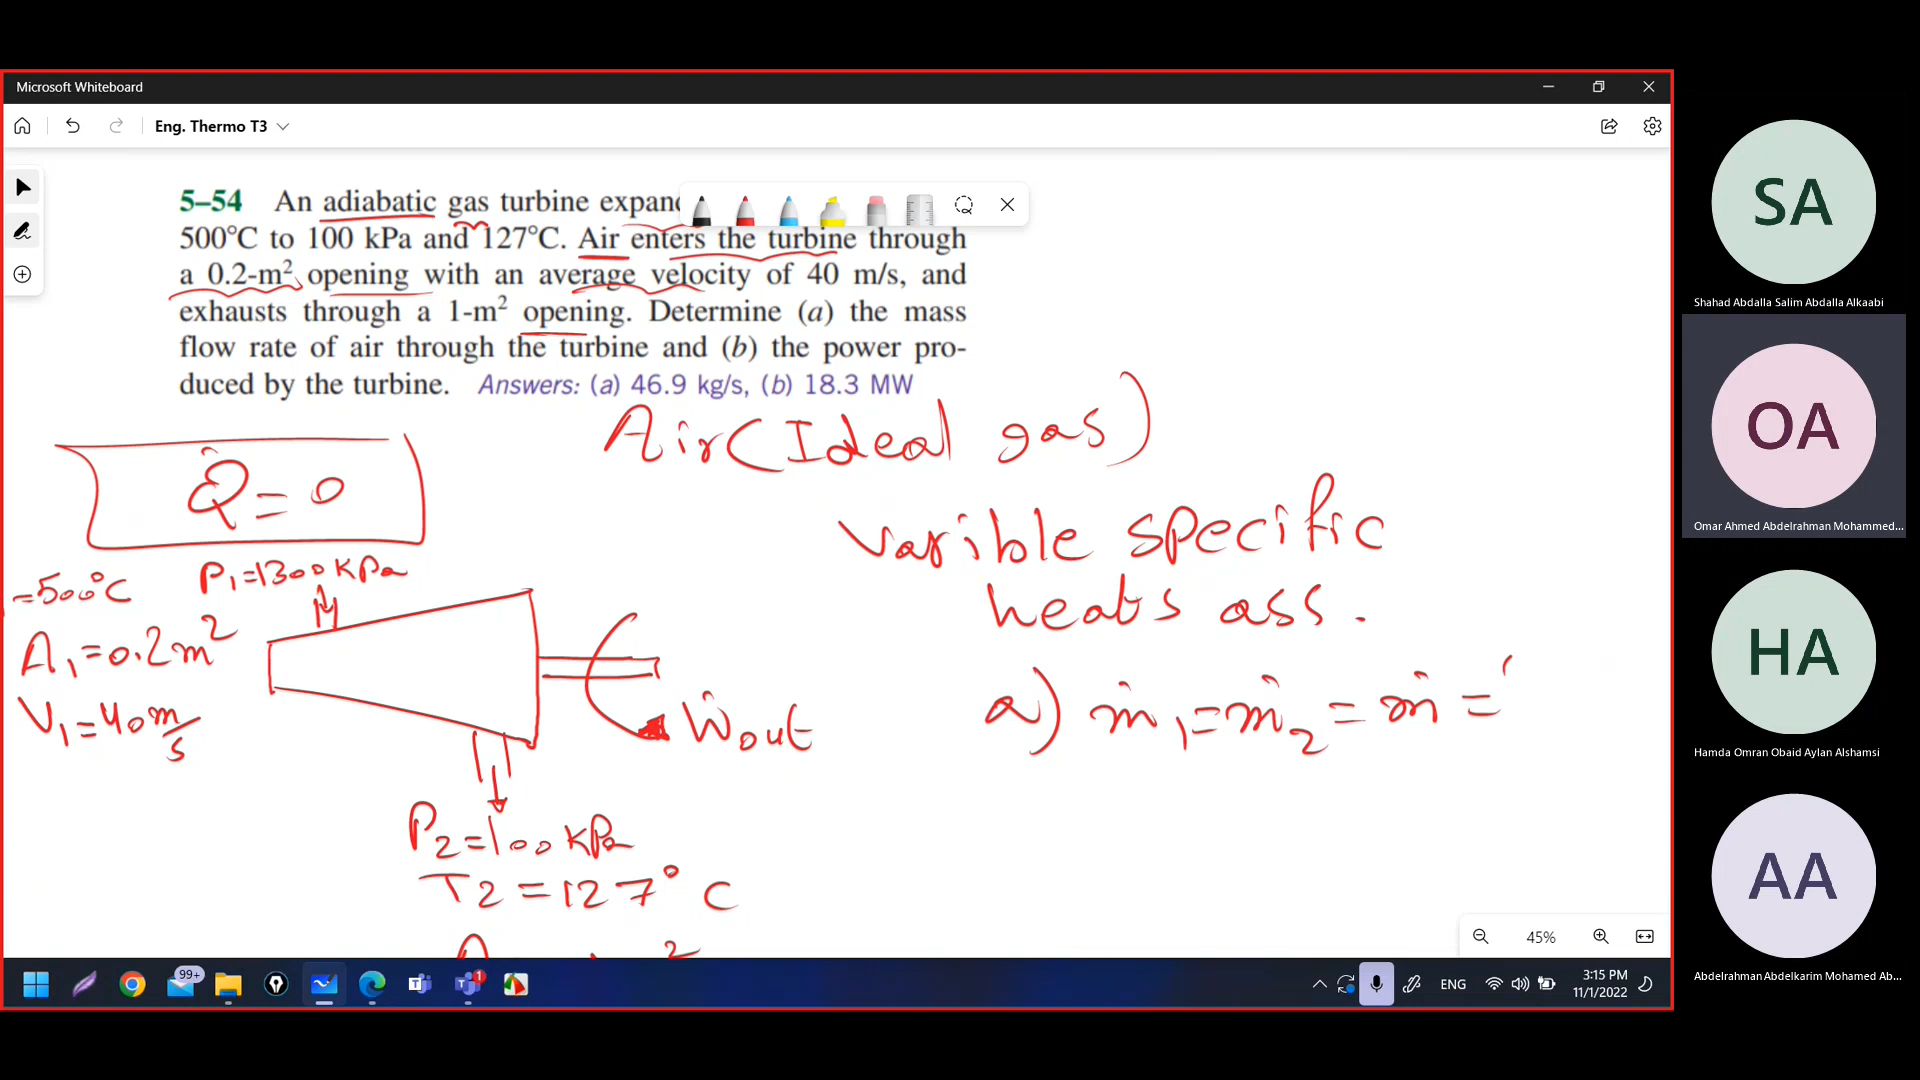 Microsoft Whiteboard
Eng. Thermo T3
5–54 An adiabatic gas turbine expan
500°C to 100 kPa and 127°C. Air enters the turbine through
a 0.2-m² opening with an average velocity of 40 m/s, and
exhausts through a 1-m² opening. Determine (a) the mass
flow rate of air through the turbine and (b) the power pro-
duced by the turbine. Answers: (a) 46.9 kg/s, (b) 18.3 MW
Air (Ideal gas)
Q̇ = 0
varible specific
heats ass.
P₁=1300 kPa
=500°C
A₁=0.2m²
V₁=40 m/s
Ẇout
a) ṁ₁=ṁ₂=ṁ=
P₂=100 kPa
T₂=127°C
SA
Shahad Abdalla Salim Abdalla Alkaabi
OA
Omar Ahmed Abdelrahman Mohammed...
HA
Hamda Omran Obaid Aylan Alshamsi
AA
Abdelrahman Abdelkarim Mohamed Ab...
45%
99+
1
ENG
3:15 PM
11/1/2022